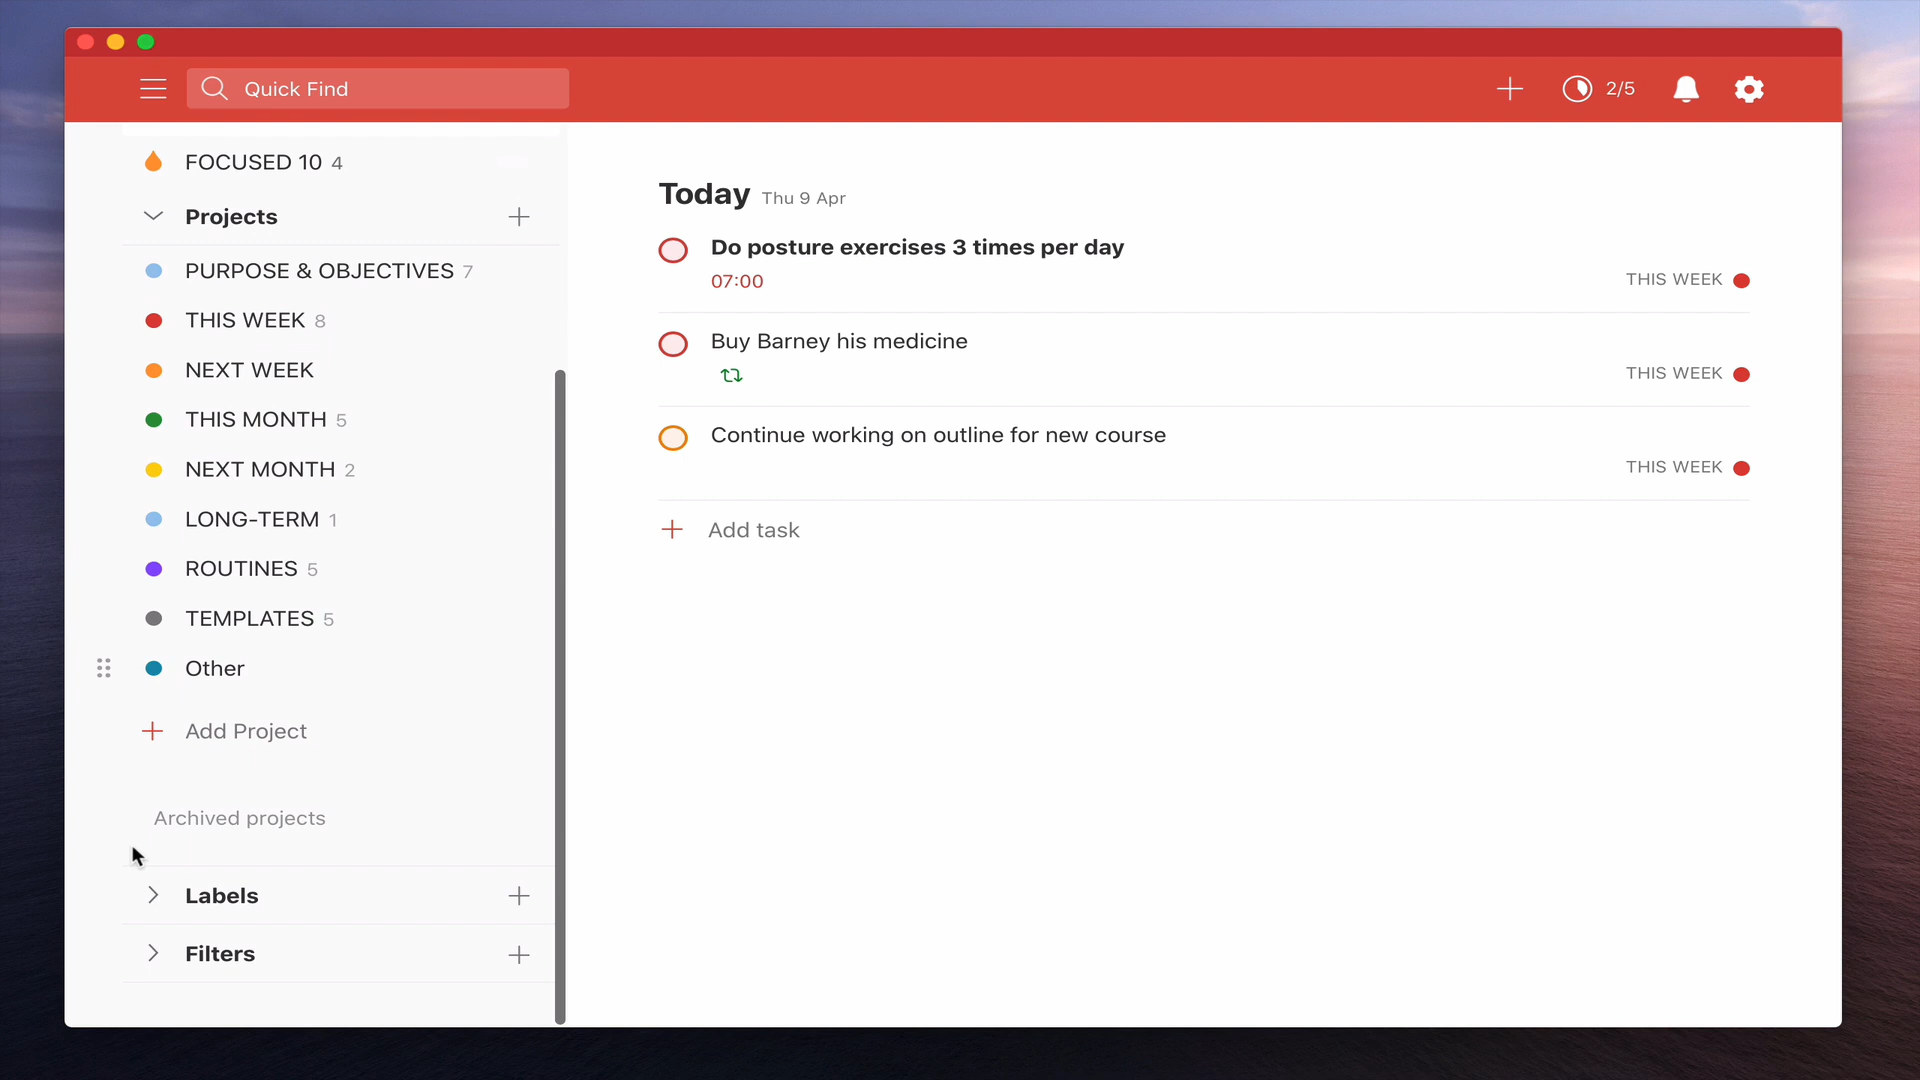 Quick Find
2/5
FOCUSED 10 4
Projects
PURPOSE & OBJECTIVES 7
THIS WEEK 8
NEXT WEEK
THIS MONTH 5
NEXT MONTH 2
LONG-TERM 1
ROUTINES 5
TEMPLATES 5
Other
Add Project
Archived projects
Labels
Filters
Today Thu 9 Apr
Do posture exercises 3 times per day
07:00
THIS WEEK
Buy Barney his medicine
THIS WEEK
Continue working on outline for new course
THIS WEEK
Add task